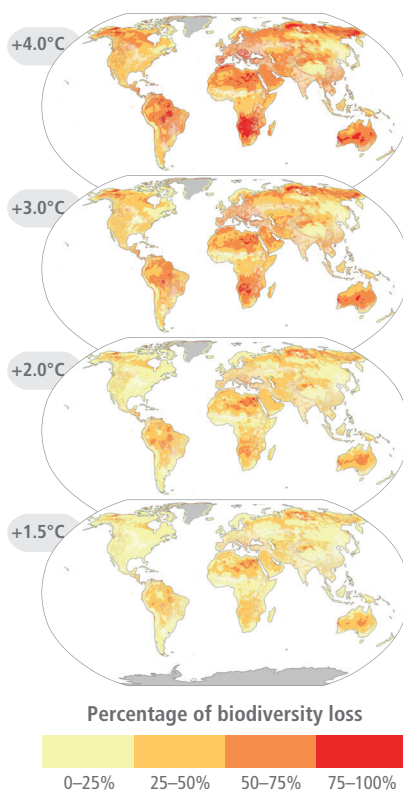 +4.0°C
+3.0°C
+2.0°C
+1.5°C
Percentage of biodiversity loss
0–25% 25–50% 50–75% 75–100%